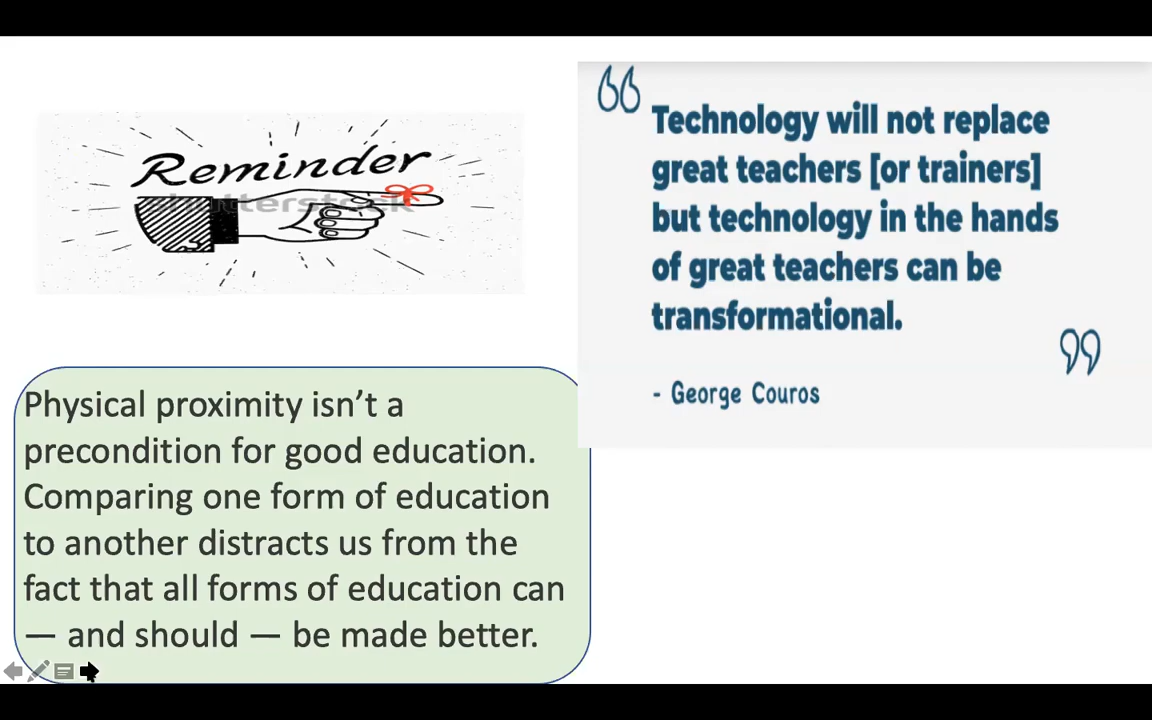 Reminder
shutterstock
Technology will not replace
great teachers [or trainers]
but technology in the hands
of great teachers can be
transformational.
- George Couros
Physical proximity isn’t a
precondition for good education.
Comparing one form of education
to another distracts us from the
fact that all forms of education can
— and should — be made better.